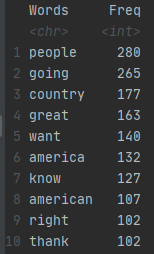 Words Freq
<chr> <int>
1 people 280
2 going 265
3 country 177
4 great 163
5 want 140
6 america 132
7 know 127
8 american 107
9 right 102
10 thank 102